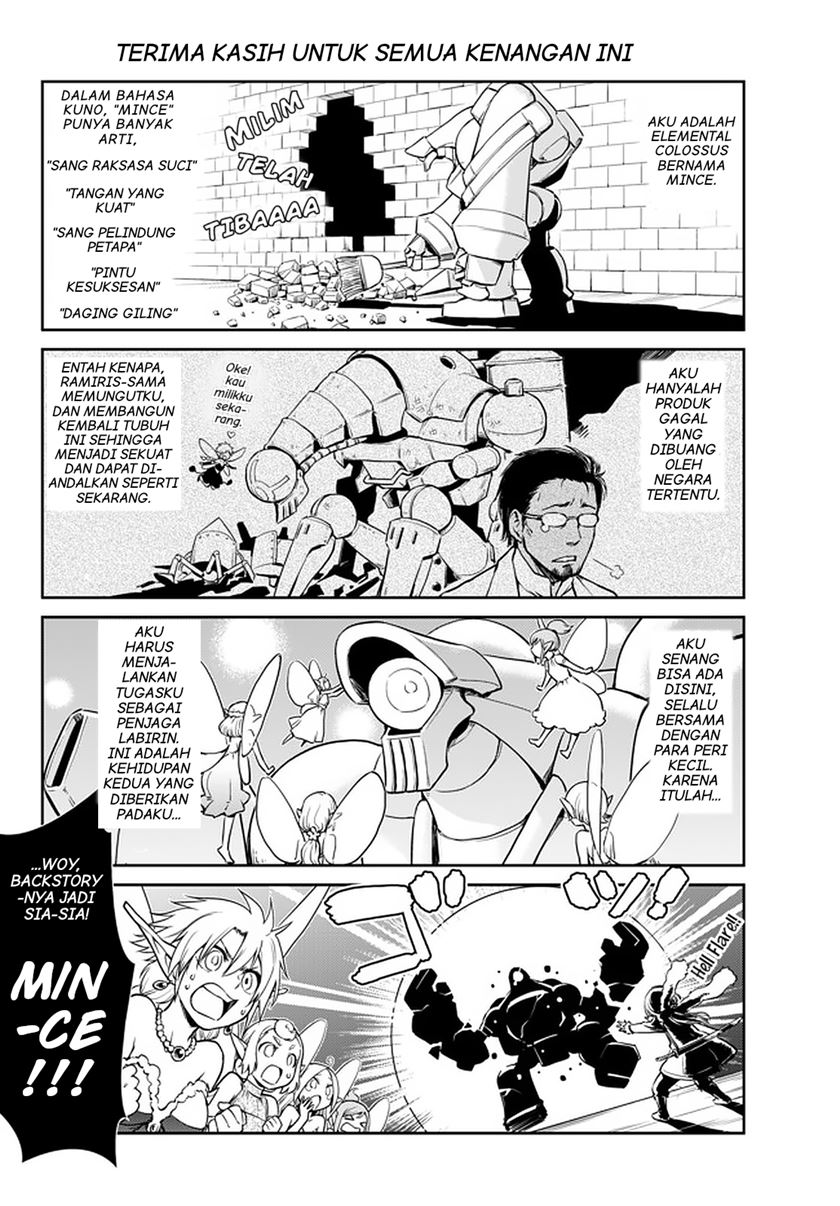 TERIMA KASIH UNTUK SEMUA KENANGAN INI
AKU ADALAH
ELEMENTAL
COLOSSUS
BERNAMA
MINCE.
MILIM
TELAH
TIBAAAA
DALAM BAHASA
KUNO, "MINCE"
PUNYA BANYAK
ARTI,
"SANG RAKSASA SUCI"
"TANGAN YANG
KUAT"
"SANG PELINDUNG
PETAPA"
"PINTU
KESUKSESAN"
"DAGING GILING"
AKU
HANYALAH
PRODUK
GAGAL
YANG
DIBUANG
OLEH
NEGARA
TERTENTU.
Oke!
kau
milikku
seka-
rang.
ENTAH KENAPA,
RAMIRIS-SAMA
MEMUNGUTKU,
DAN MEMBANGUN
KEMBALI TUBUH
INI SEHINGGA
MENJADI SEKUAT
DAN DAPAT DI-
ANDALKAN SEPERTI
SEKARANG.
AKU
SENANG
BISA ADA
DISINI,
SELALU
BERSAMA
DENGAN
PARA PERI
KECIL.
KARENA
ITULAH...
AKU
HARUS
MENJA-
LANKAN
TUGASKU
SEBAGAI
PENJAGA
LABIRIN.
INI ADALAH
KEHIDUPAN
KEDUA YANG
DIBERIKAN
PADAKU...
Hell Flare!!
ゴバッ
...WOY,
BACKSTORY
-NYA JADI
SIA-SIA!
MIN
-CE
!!!